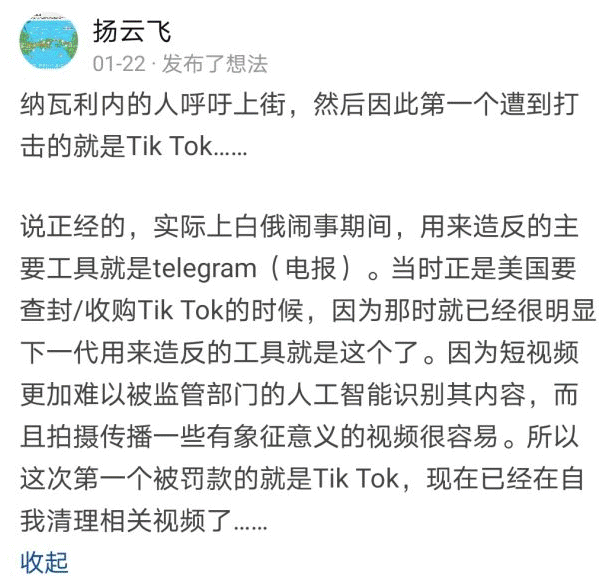 扬云飞
01-22 · 发布了想法
纳瓦利内的人呼吁上街，然后因此第一个遭到打
击的就是Tik Tok……
说正经的，实际上白俄闹事期间，用来造反的主
要工具就是telegram（电报）。当时正是美国要
查封/收购Tik Tok的时候，因为那时就已经很明显
下一代用来造反的工具就是这个了。因为短视频
更加难以被监管部门的人工智能识别其内容，而
且拍摄传播一些有象征意义的视频很容易。所以
这次第一个被罚款的就是Tik Tok，现在已经在自
我清理相关视频了……
收起